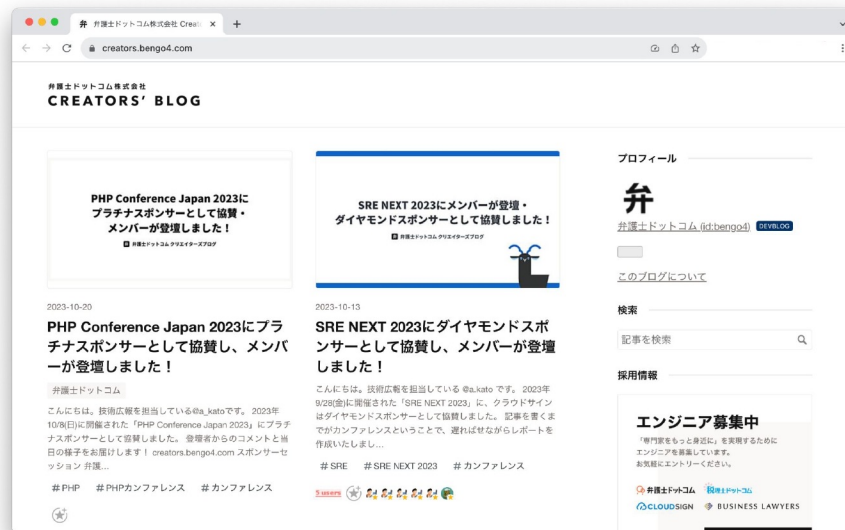 弁護士ドットコム株式会社 Creat
creators.bengo4.com
弁護士ドットコム株式会社
CREATORS' BLOG
PHP Conference Japan 2023に
プラチナスポンサーとして協賛・
メンバーが登壇しました！
弁護士ドットコム クリエイターズブログ
2023-10-20
PHP Conference Japan 2023にプラ
チナスポンサーとして協賛し、メンバ
ーが登壇しました！
弁護士ドットコム
こんにちは。技術広報を担当している@a_katoです。 2023年
10/8(日)に開催された「PHP Conference Japan 2023」にプラチ
ナスポンサーとして協賛しました。 登壇者からのコメントと当
日の様子をお届けします！ creators.bengo4.com スポンサーセ
ッション 弁護...
#PHP #PHPカンファレンス #カンファレンス
SRE NEXT 2023にメンバーが登壇・
ダイヤモンドスポンサーとして協賛しました！
弁護士ドットコム クリエイターズブログ
2023-10-13
SRE NEXT 2023にダイヤモンドスポ
ンサーとして協賛し、メンバーが登壇
しました！
こんにちは。技術広報を担当している @a.kato です。 2023年
9/29(金)に開催された「SRE NEXT 2023」に、クラウドサイン
はダイヤモンドスポンサーとして協賛しました。 記事を書くま
でがカンファレンスということで、遅ればせながらレポートを
作成いたしまし...
#SRE #SRE NEXT 2023 #カンファレンス
5 users
プロフィール
弁
弁護士ドットコム (id:bengo4) DEVBLOG
このブログについて
検索
記事を検索
採用情報
エンジニア募集中
「専門家をもっと身近に」を実現するために
エンジニアを募集しています。
お気軽にエントリーください。
弁護士ドットコム 税理士ドットコム
CLOUDSIGN BUSINESS LAWYERS